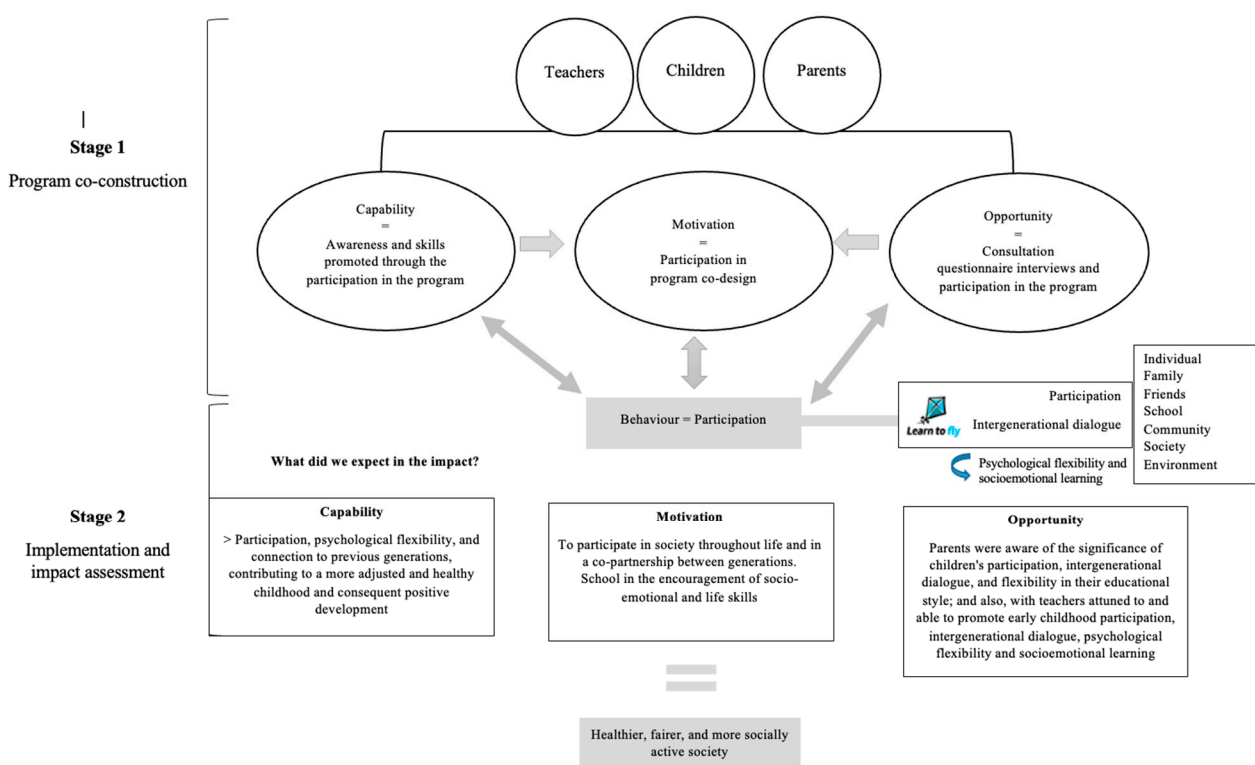 Teachers
Children
Parents
Stage 1
Program co-construction
Capability
=
Awareness and skills
promoted through the
participation in the program
Motivation
=
Participation in
program co-design
Opportunity
=
Consultation
questionnaire interviews and
participation in the program
Behaviour = Participation
Learn to fly
Participation
Intergenerational dialogue
Individual
Family
Friends
School
Community
Society
Environment
Psychological flexibility and
socioemotional learning
What did we expect in the impact?
Stage 2
Implementation and
impact assessment
Capability
> Participation, psychological flexibility, and
connection to previous generations,
contributing to a more adjusted and healthy
childhood and consequent positive
development
Motivation
To participate in society throughout life and in
a co-partnership between generations.
School in the encouragement of socio-
emotional and life skills
Opportunity
Parents were aware of the significance of
children's participation, intergenerational
dialogue, and flexibility in their educational
style; and also, with teachers attuned to and
able to promote early childhood participation,
intergenerational dialogue, psychological
flexibility and socioemotional learning
Healthier, fairer, and more socially
active society